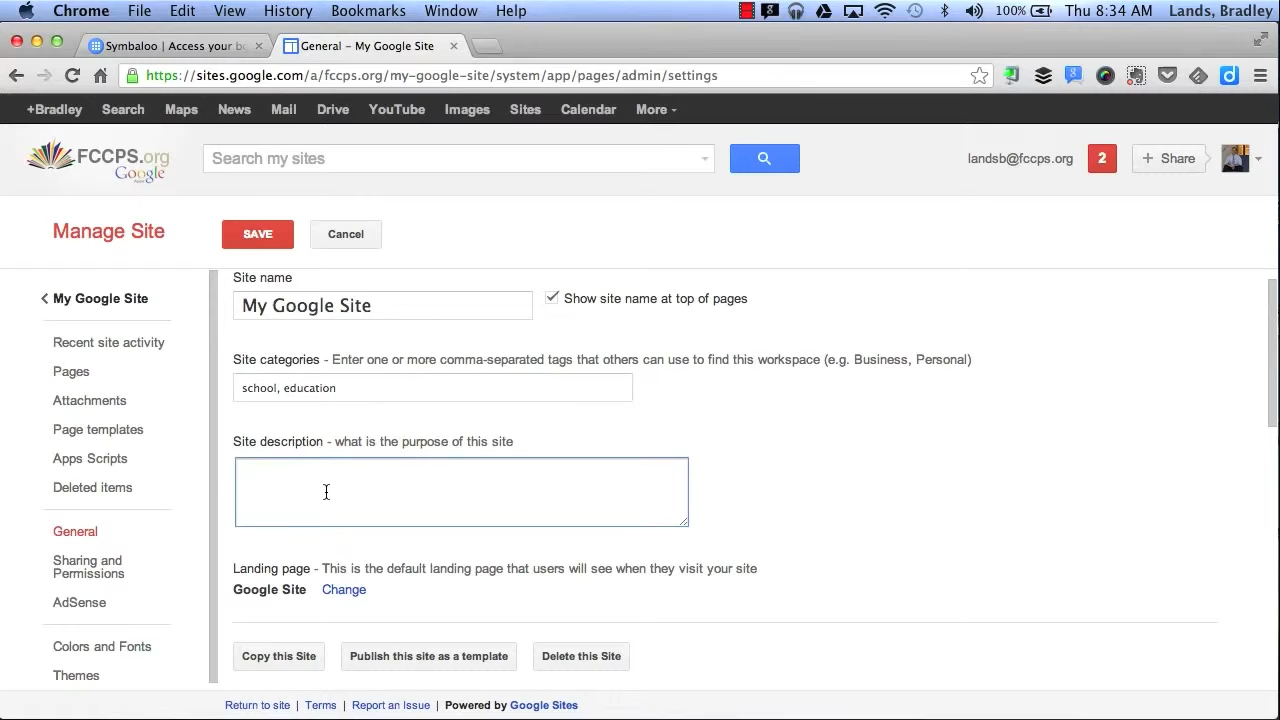 Chrome File Edit View History Bookmarks Window Help 100% Thu 8:34 AM Lands, Bradley
Symbaloo | Access your bo General – My Google Site
https://sites.google.com/a/fccps.org/my-google-site/system/app/pages/admin/settings
+Bradley Search Maps News Mail Drive YouTube Images Sites Calendar More
FCCPS.org
Google
Search my sites
landsb@fccps.org 2 + Share
Manage Site SAVE Cancel
My Google Site
Recent site activity
Pages
Attachments
Page templates
Apps Scripts
Deleted items
General
Sharing and
Permissions
AdSense
Colors and Fonts
Themes
Site name
My Google Site Show site name at top of pages
Site categories - Enter one or more comma-separated tags that others can use to find this workspace (e.g. Business, Personal)
school, education
Site description - what is the purpose of this site
Landing page - This is the default landing page that users will see when they visit your site
Google Site Change
Copy this Site Publish this site as a template Delete this Site
Return to site | Terms | Report an Issue | Powered by Google Sites